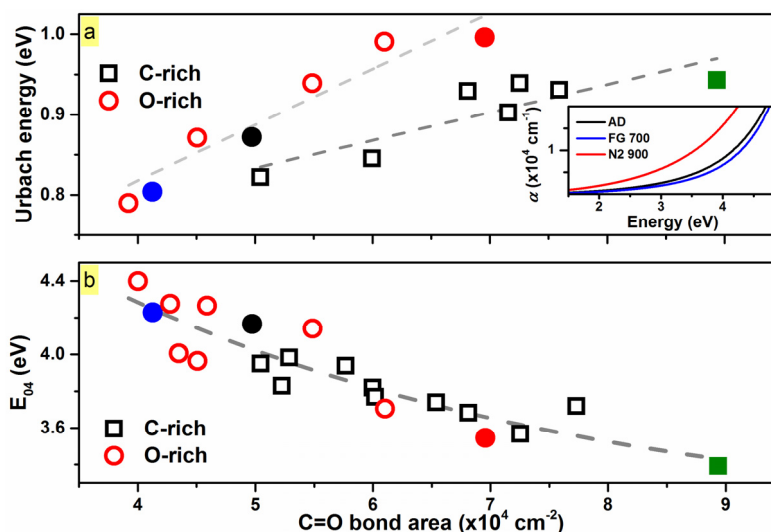 a
Urbach energy (eV)
1.0
0.9
0.8
C-rich
O-rich
AD
FG 700
N2 900
α (x10⁴ cm⁻¹)
1
2
3
4
Energy (eV)
b
E₀₄ (eV)
4.4
4.0
3.6
C-rich
O-rich
4
5
6
7
8
9
C=O bond area (x10⁴ cm⁻²)